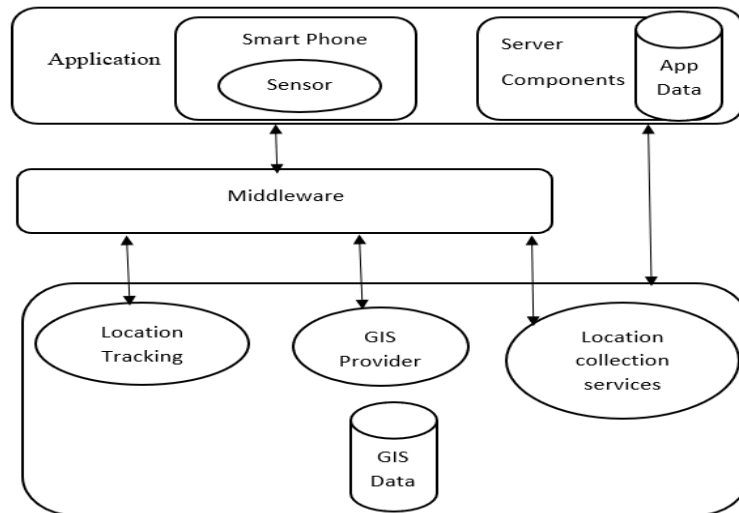 Application
Smart Phone
Sensor
Server
Components
App
Data
Middleware
Location
Tracking
GIS
Provider
Location
collection
services
GIS
Data